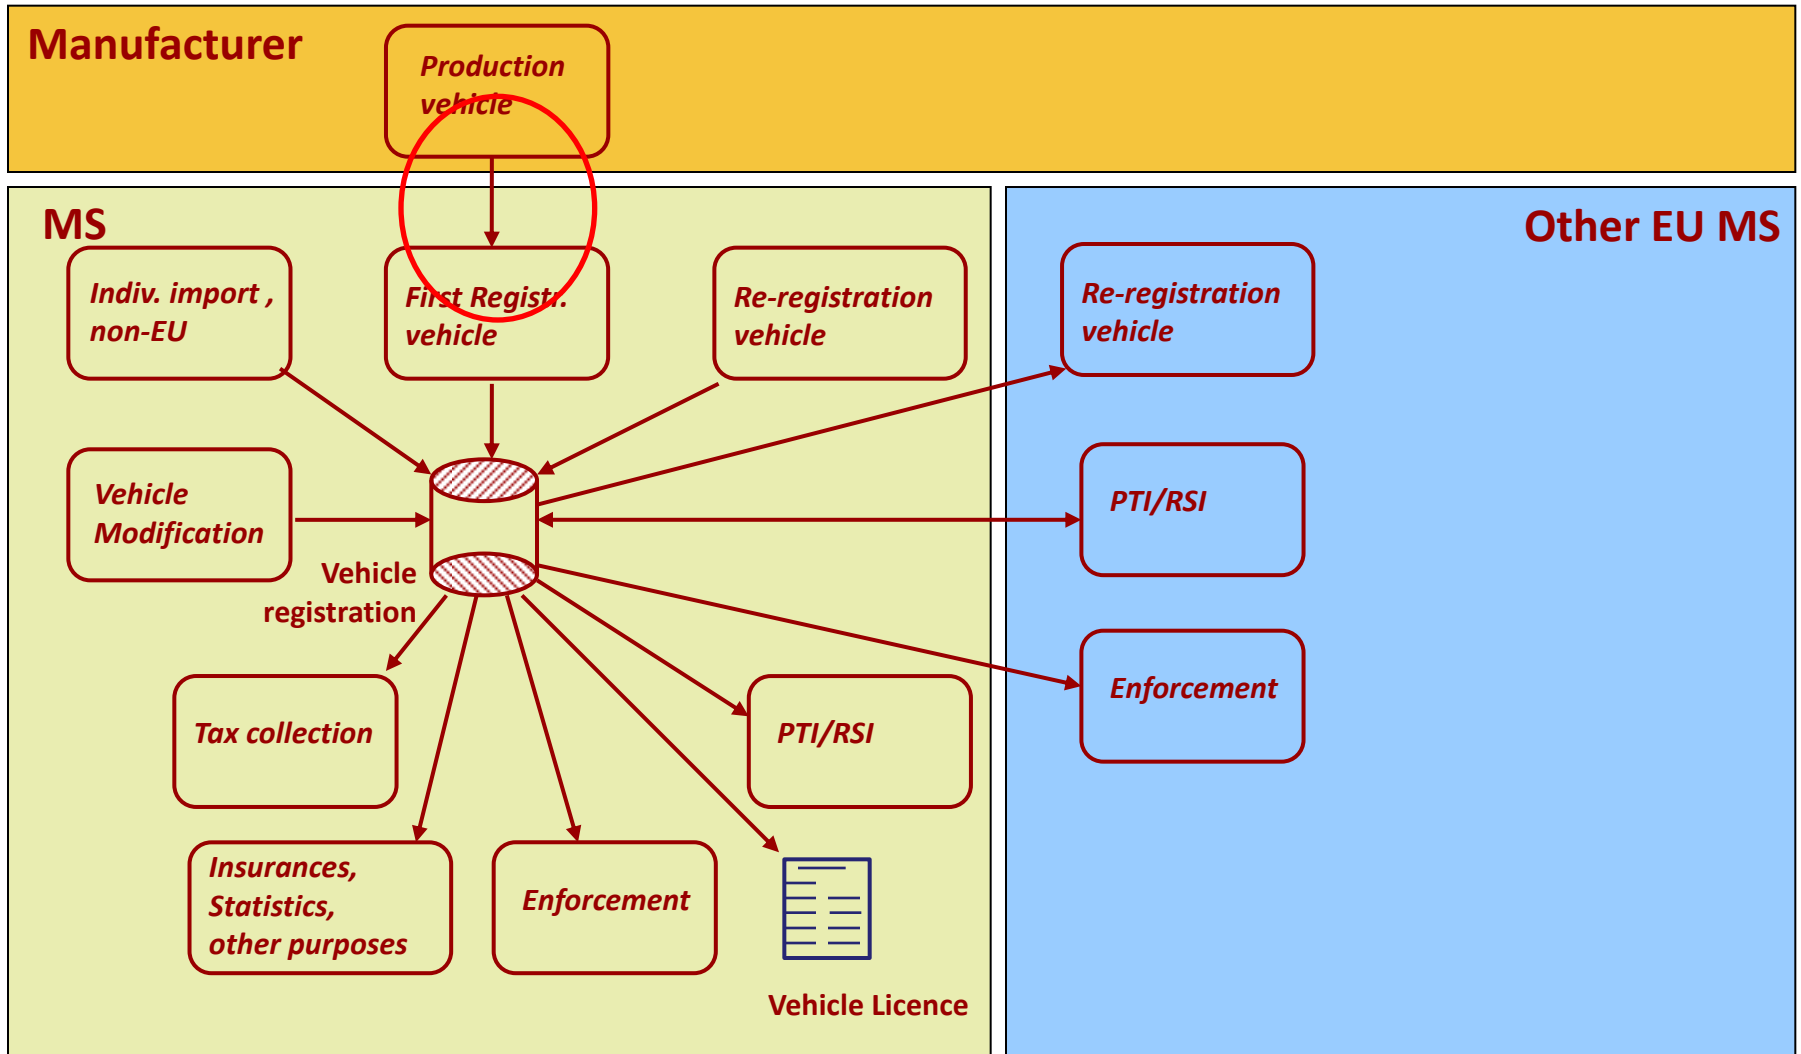 Manufacturer
Production
vehicle
MS
Other EU MS
Indiv. import ,
non-EU
First Registr.
vehicle
Re-registration
vehicle
Re-registration
vehicle
Vehicle
Modification
PTI/RSI
Vehicle
registration
Enforcement
Tax collection
PTI/RSI
Insurances,
Statistics,
other purposes
Enforcement
Vehicle Licence